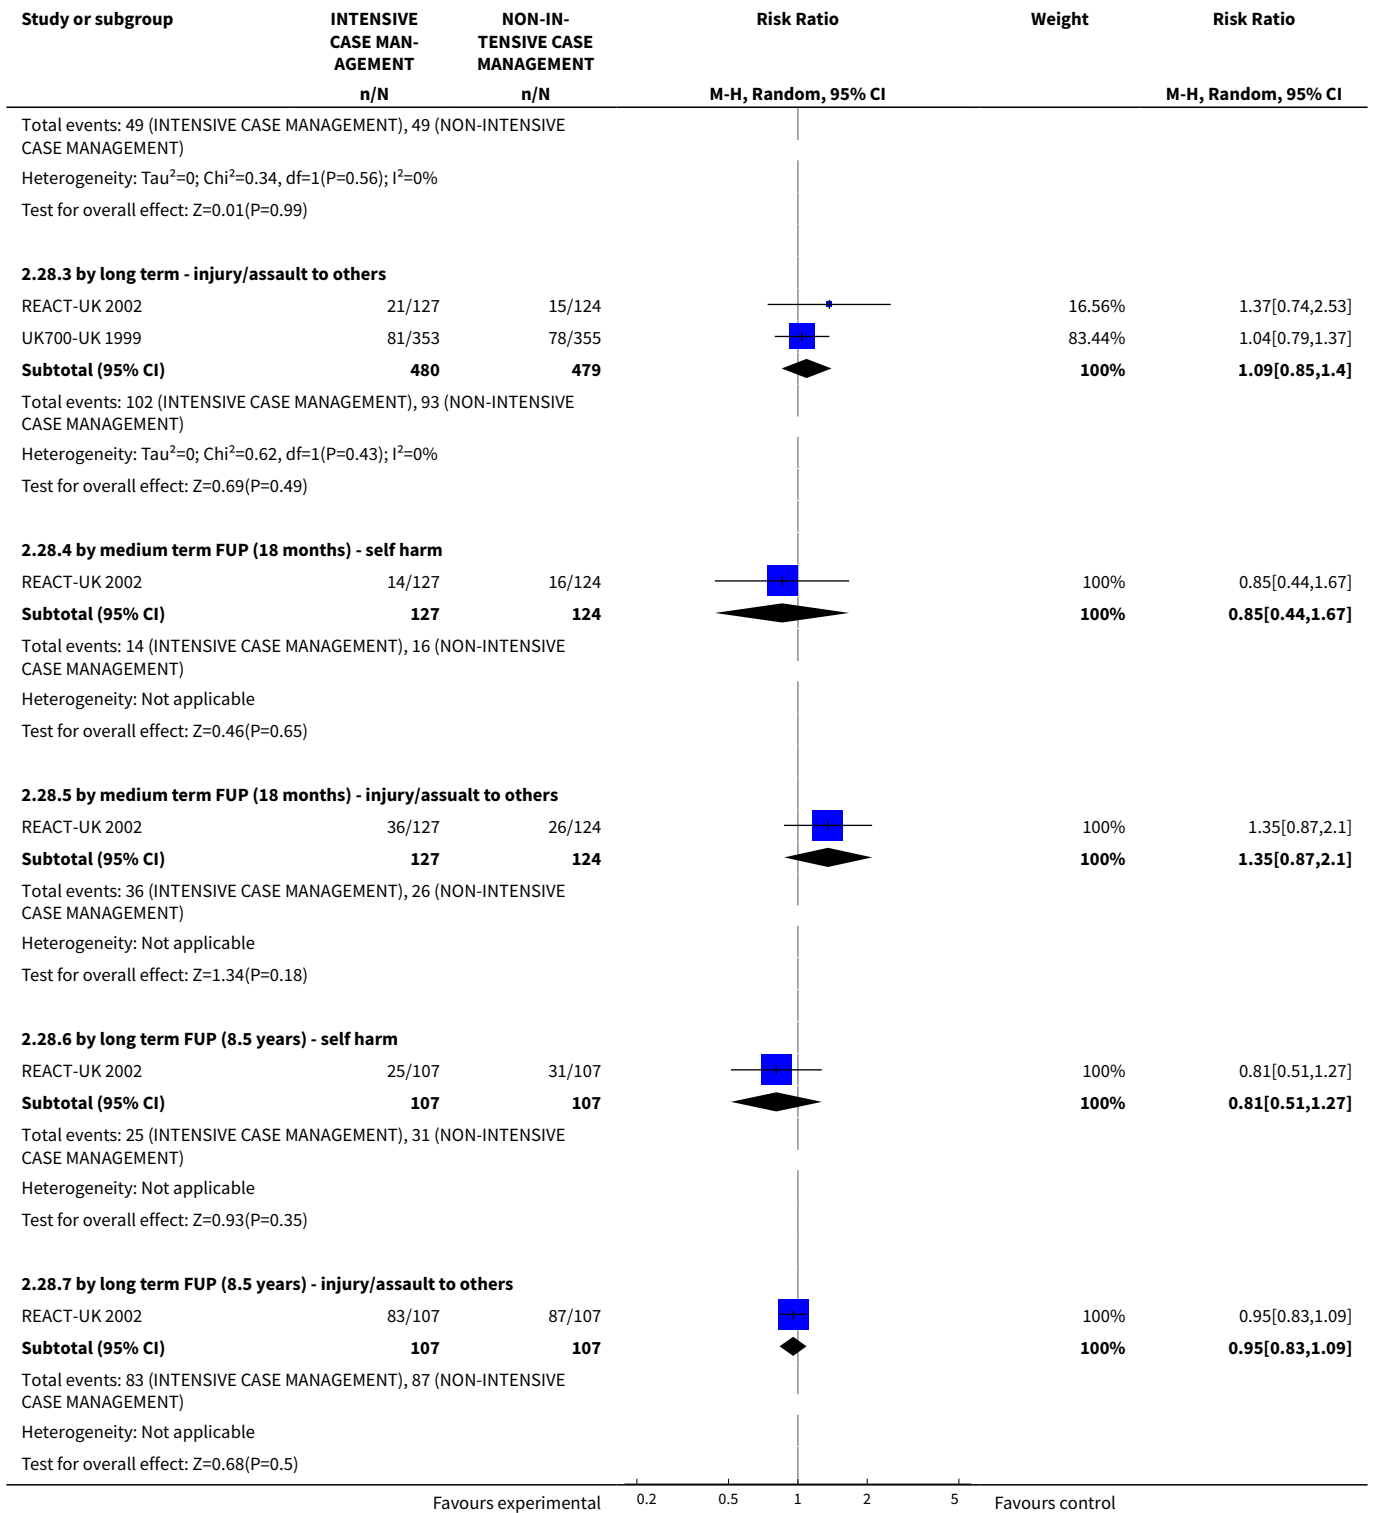 Study or subgroup INTENSIVE CASE MAN-AGEMENT NON-IN-TENSIVE CASE MANAGEMENT Risk Ratio Weight Risk Ratio
n/N n/N M-H, Random, 95% CI M-H, Random, 95% CI
Total events: 49 (INTENSIVE CASE MANAGEMENT), 49 (NON-INTENSIVE
CASE MANAGEMENT)
Heterogeneity: Tau²=0; Chi²=0.34, df=1(P=0.56); I²=0%
Test for overall effect: Z=0.01(P=0.99)
2.28.3 by long term - injury/assault to others
REACT-UK 2002 21/127 15/124 16.56% 1.37[0.74,2.53]
UK700-UK 1999 81/353 78/355 83.44% 1.04[0.79,1.37]
Subtotal (95% CI) 480 479 100% 1.09[0.85,1.4]
Total events: 102 (INTENSIVE CASE MANAGEMENT), 93 (NON-INTENSIVE
CASE MANAGEMENT)
Heterogeneity: Tau²=0; Chi²=0.62, df=1(P=0.43); I²=0%
Test for overall effect: Z=0.69(P=0.49)
2.28.4 by medium term FUP (18 months) - self harm
REACT-UK 2002 14/127 16/124 100% 0.85[0.44,1.67]
Subtotal (95% CI) 127 124 100% 0.85[0.44,1.67]
Total events: 14 (INTENSIVE CASE MANAGEMENT), 16 (NON-INTENSIVE
CASE MANAGEMENT)
Heterogeneity: Not applicable
Test for overall effect: Z=0.46(P=0.65)
2.28.5 by medium term FUP (18 months) - injury/assualt to others
REACT-UK 2002 36/127 26/124 100% 1.35[0.87,2.1]
Subtotal (95% CI) 127 124 100% 1.35[0.87,2.1]
Total events: 36 (INTENSIVE CASE MANAGEMENT), 26 (NON-INTENSIVE
CASE MANAGEMENT)
Heterogeneity: Not applicable
Test for overall effect: Z=1.34(P=0.18)
2.28.6 by long term FUP (8.5 years) - self harm
REACT-UK 2002 25/107 31/107 100% 0.81[0.51,1.27]
Subtotal (95% CI) 107 107 100% 0.81[0.51,1.27]
Total events: 25 (INTENSIVE CASE MANAGEMENT), 31 (NON-INTENSIVE
CASE MANAGEMENT)
Heterogeneity: Not applicable
Test for overall effect: Z=0.93(P=0.35)
2.28.7 by long term FUP (8.5 years) - injury/assault to others
REACT-UK 2002 83/107 87/107 100% 0.95[0.83,1.09]
Subtotal (95% CI) 107 107 100% 0.95[0.83,1.09]
Total events: 83 (INTENSIVE CASE MANAGEMENT), 87 (NON-INTENSIVE
CASE MANAGEMENT)
Heterogeneity: Not applicable
Test for overall effect: Z=0.68(P=0.5)
Favours experimental 0.2 0.5 1 2 5 Favours control